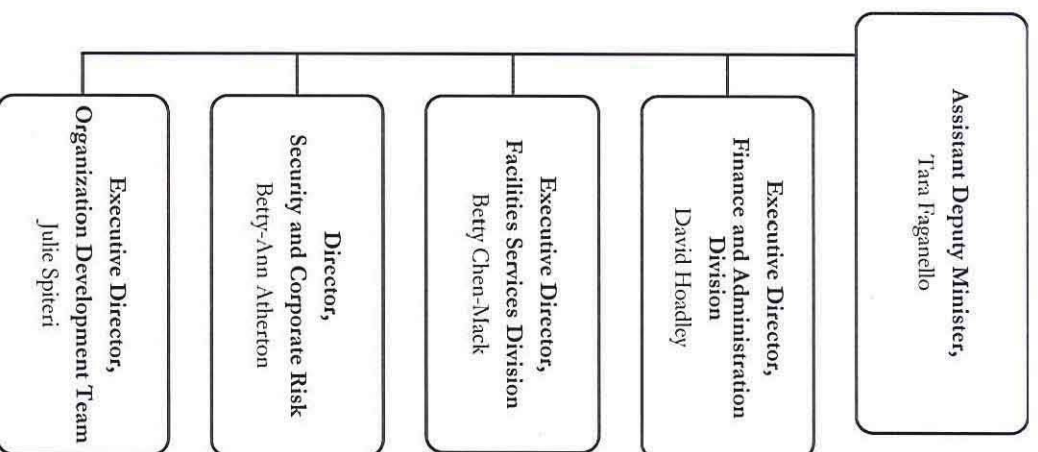 Assistant Deputy Minister,
Tara Faganello
Executive Director,
Finance and Administration
Division
David Hoadley
Executive Director,
Facilities Services Division
Betty Chen-Mack
Director,
Security and Corporate Risk
Betty-Ann Atherton
Executive Director,
Organization Development Team
Julie Spiteri